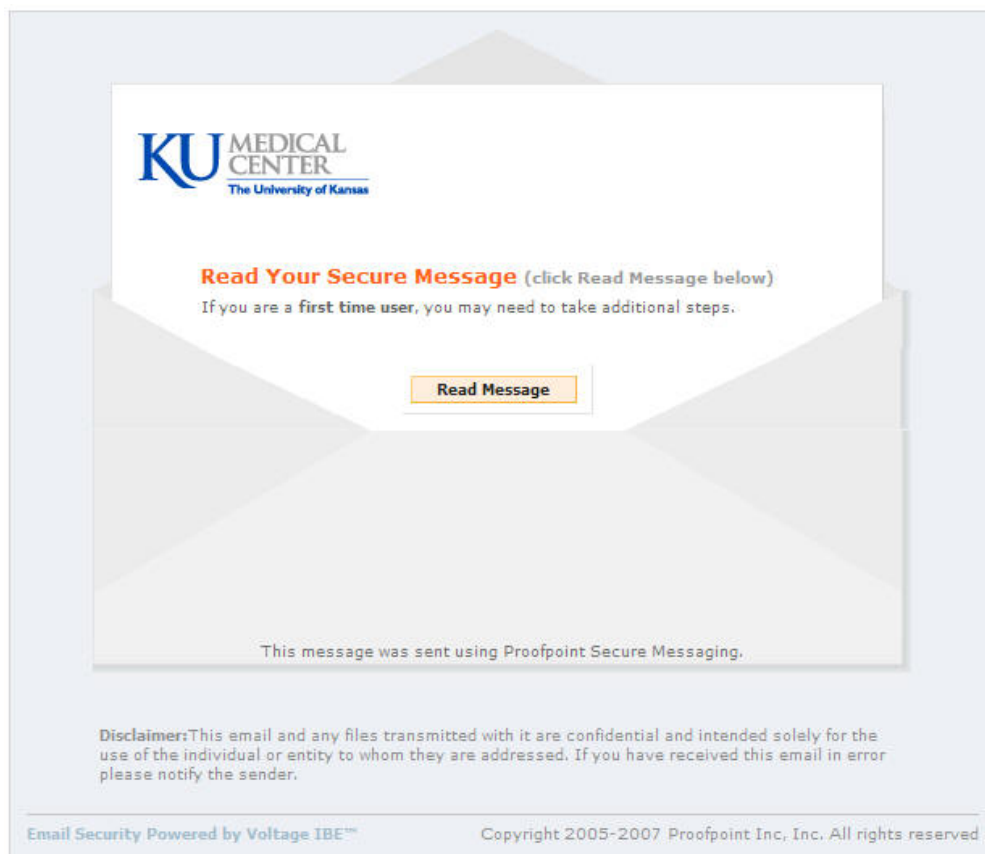 KU MEDICAL
CENTER
The University of Kansas
Read Your Secure Message (click Read Message below)
If you are a first time user, you may need to take additional steps.
Read Message
This message was sent using Proofpoint Secure Messaging.
Disclaimer:This email and any files transmitted with it are confidential and intended solely for the
use of the individual or entity to whom they are addressed. If you have received this email in error
please notify the sender.
Email Security Powered by Voltage IBE™
Copyright 2005-2007 Proofpoint Inc, Inc. All rights reserved